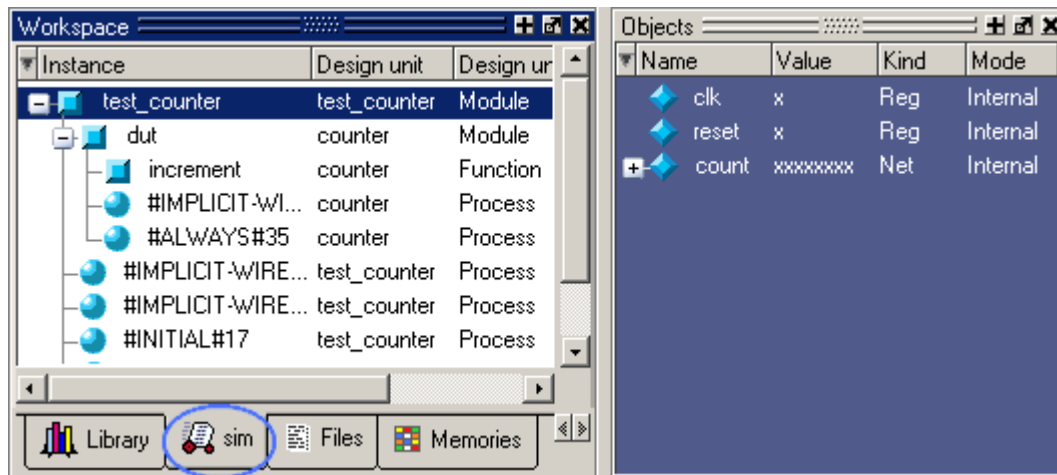 Workspace
Instance Design unit Design ur
test_counter test_counter Module
dut counter Module
increment counter Function
#IMPLICIT-WI... counter Process
#ALWAYS#35 counter Process
#IMPLICIT-WIRE... test_counter Process
#IMPLICIT-WIRE... test_counter Process
#INITIAL#17 test_counter Process
Library sim Files Memories
Objects
Name Value Kind Mode
clk x Reg Internal
reset x Reg Internal
count xxxxxxxx Net Internal